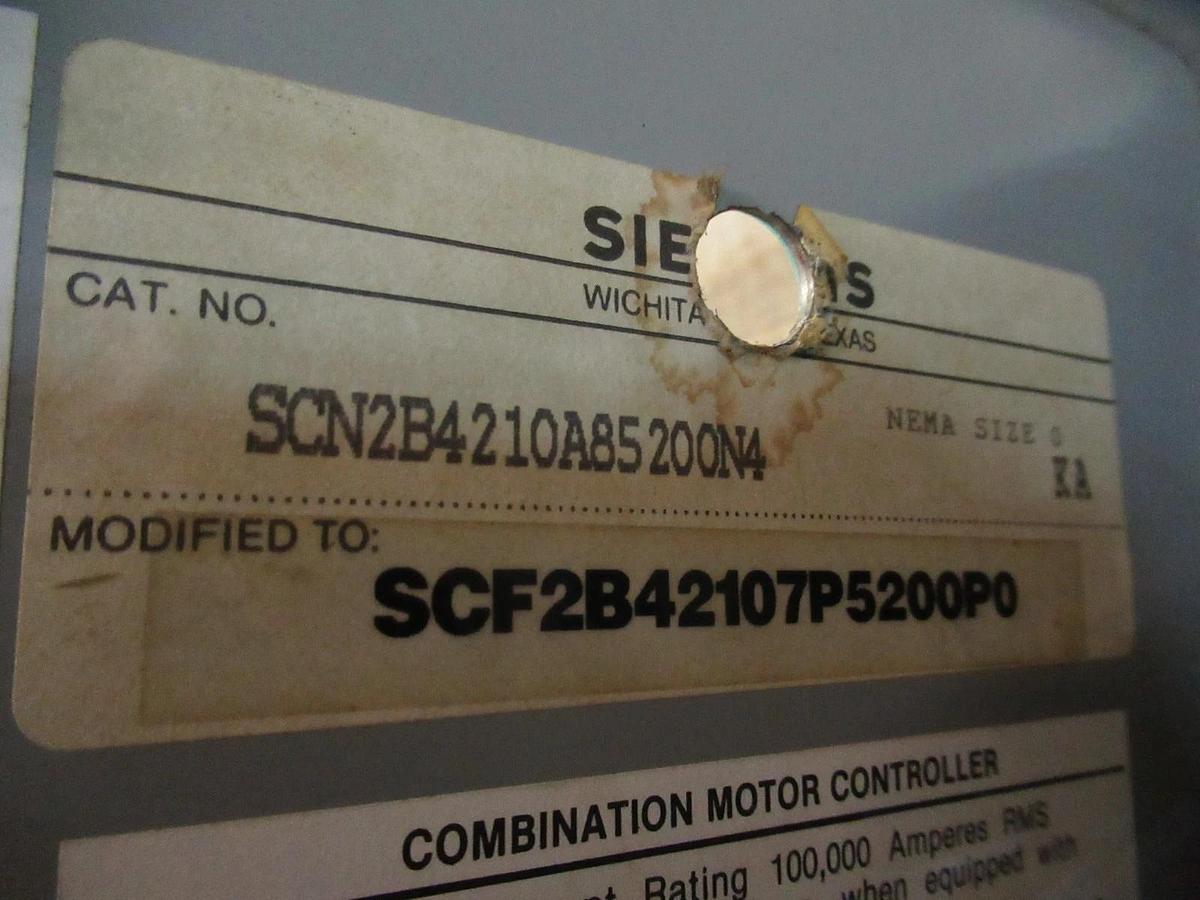 SIE NS
WICHITA EXAS
CAT. NO.
SCN2B4210A85200N4
NEMA SIZE 0
KA
MODIFIED TO:
SCF2B42107P5200P0
COMBINATION MOTOR CONTROLLER
Rating 100,000 Amperes RMS
when equipped with